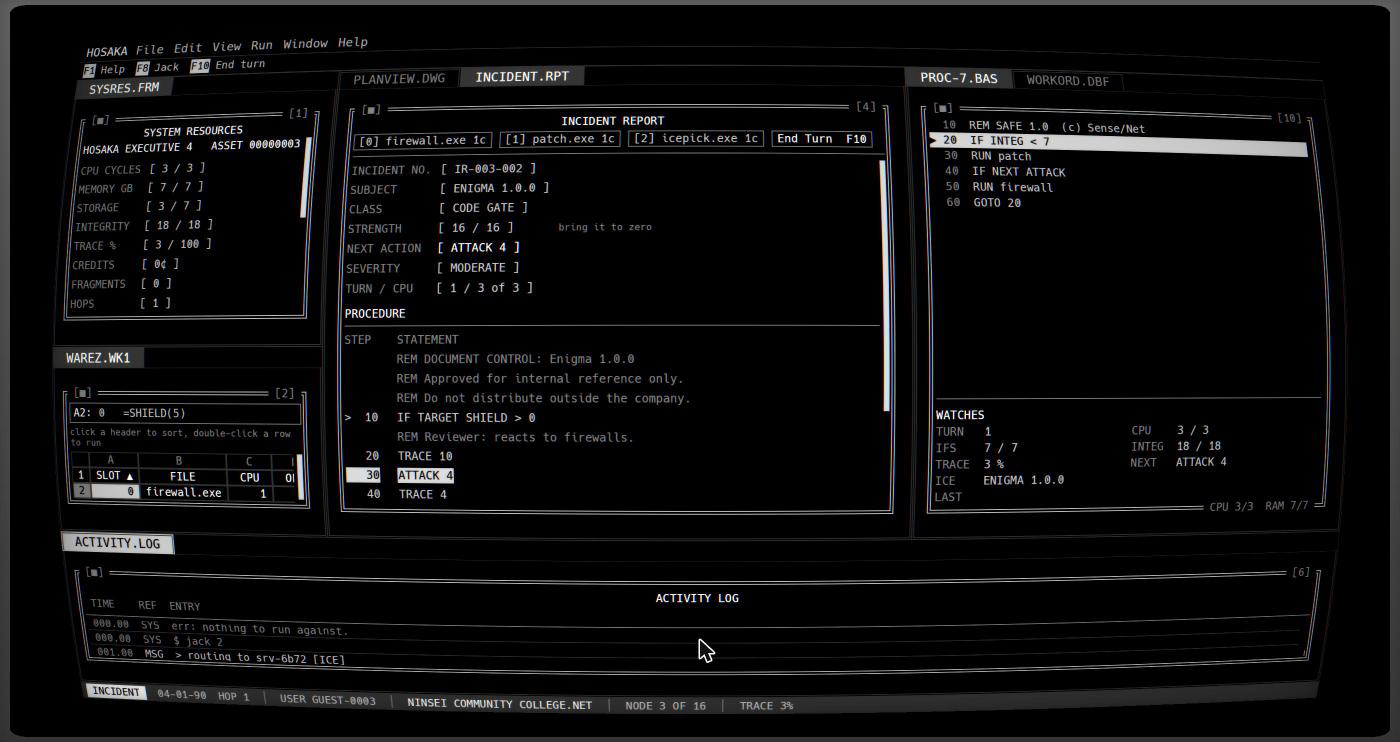 HOSAKA File Edit View Run Window Help
F1 Help F8 Jack F10 End turn
SYSRES.FRM
[■] [1]
SYSTEM RESOURCES
HOSAKA EXECUTIVE 4 ASSET 00000003
CPU CYCLES [ 3 / 3 ]
MEMORY GB [ 7 / 7 ]
STORAGE [ 3 / 7 ]
INTEGRITY [ 18 / 18 ]
TRACE % [ 3 / 100 ]
CREDITS [ 0¢ ]
FRAGMENTS [ 0 ]
HOPS [ 1 ]
WAREZ.WK1
[■] [2]
A2: 0 =SHIELD(5)
click a header to sort, double-click a row
to run
A B C
1 SLOT ▲ FILE CPU
2 0 firewall.exe 1
PLANVIEW.DWG INCIDENT.RPT
[■] [4]
INCIDENT REPORT
[0] firewall.exe 1c [1] patch.exe 1c [2] icepick.exe 1c End Turn F10
INCIDENT NO. [ IR-003-002 ]
SUBJECT [ ENIGMA 1.0.0 ]
CLASS [ CODE GATE ]
STRENGTH [ 16 / 16 ] bring it to zero
NEXT ACTION [ ATTACK 4 ]
SEVERITY [ MODERATE ]
TURN / CPU [ 1 / 3 of 3 ]
PROCEDURE
STEP STATEMENT
REM DOCUMENT CONTROL: Enigma 1.0.0
REM Approved for internal reference only.
REM Do not distribute outside the company.
> 10 IF TARGET SHIELD > 0
REM Reviewer: reacts to firewalls.
20 TRACE 10
30 ATTACK 4
40 TRACE 4
PROC-7.BAS WORKORD.DBF
[■] [10]
10 REM SAFE 1.0 (c) Sense/Net
20 IF INTEG < 7
30 RUN patch
40 IF NEXT ATTACK
50 RUN firewall
60 GOTO 20
WATCHES
TURN 1 CPU 3 / 3
IFS 7 / 7 INTEG 18 / 18
TRACE 3 % NEXT ATTACK 4
ICE ENIGMA 1.0.0
LAST
CPU 3/3 RAM 7/7
ACTIVITY.LOG
[■] [6]
ACTIVITY LOG
TIME REF ENTRY
000.00 SYS err: nothing to run against.
000.00 SYS $ jack 2
001.00 MSG > routing to srv-6b72 [ICE]
INCIDENT 04-01-90 HOP 1 USER GUEST-0003 NINSEI COMMUNITY COLLEGE.NET NODE 3 OF 16 TRACE 3%